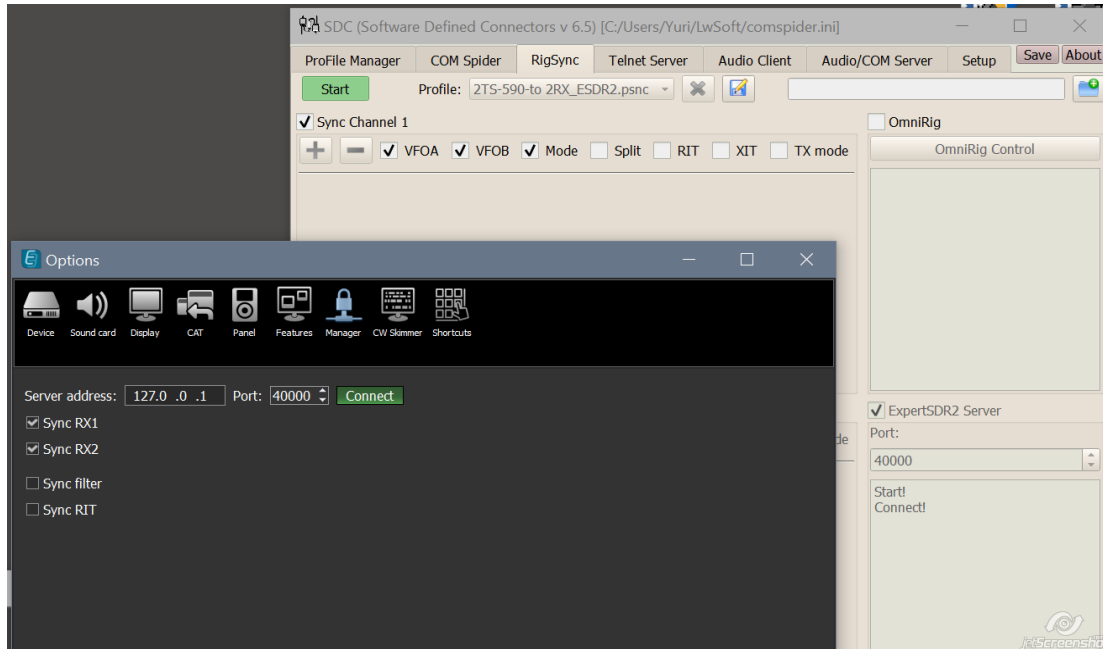 SDC (Software Defined Connectors v 6.5) [C:/Users/Yuri/LwSoft/comspider.ini]
ProFile Manager COM Spider RigSync Telnet Server Audio Client Audio/COM Server Setup Save About
Start Profile: 2TS-590-to 2RX_ESDR2.psnc
Sync Channel 1
OmniRig
VFOA VFOB Mode Split RIT XIT TX mode
OmniRig Control
Options
Device Sound card Display CAT Panel Features Manager CW Skimmer Shortcuts
Server address: 127.0 .0 .1 Port: 40000 Connect
Sync RX1
Sync RX2
Sync filter
Sync RIT
ExpertSDR2 Server
Port:
40000
Start!
Connect!